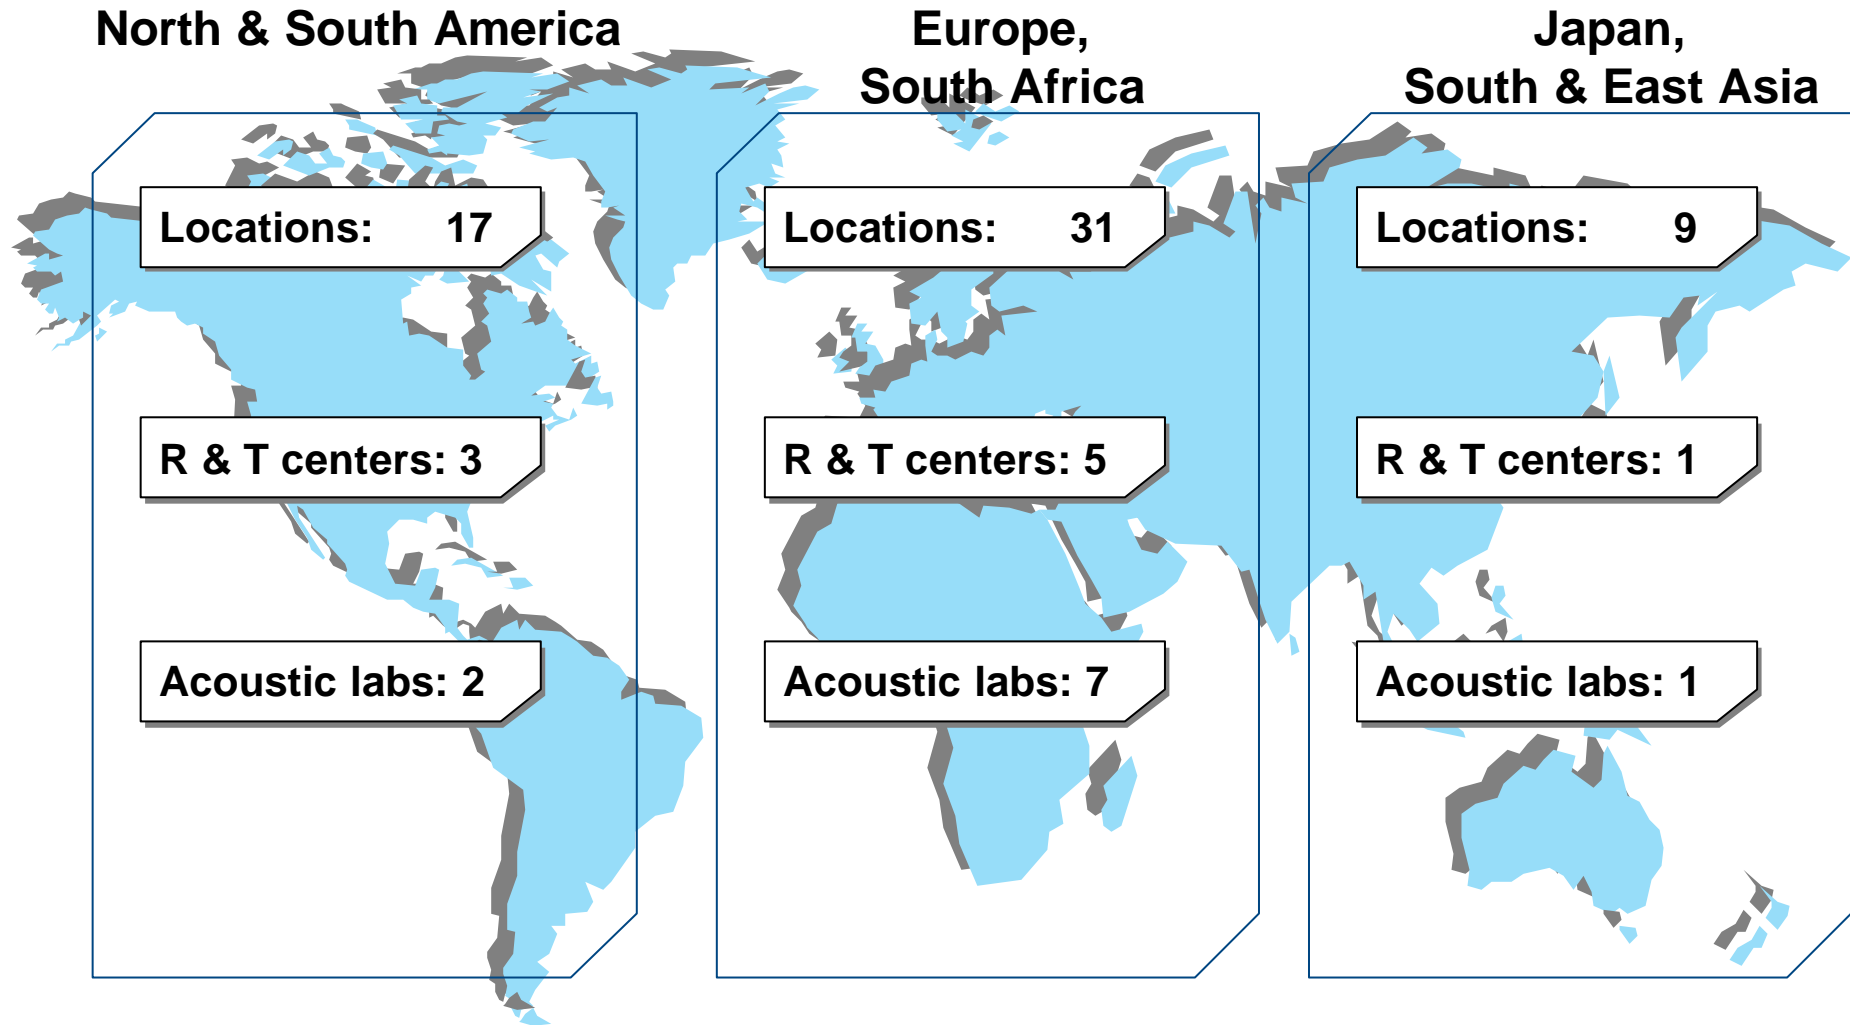 North & South America
Locations: 17
R & T centers: 3
Acoustic labs: 2
Europe,
South Africa
Locations: 31
R & T centers: 5
Acoustic labs: 7
Japan,
South & East Asia
Locations: 9
R & T centers: 1
Acoustic labs: 1